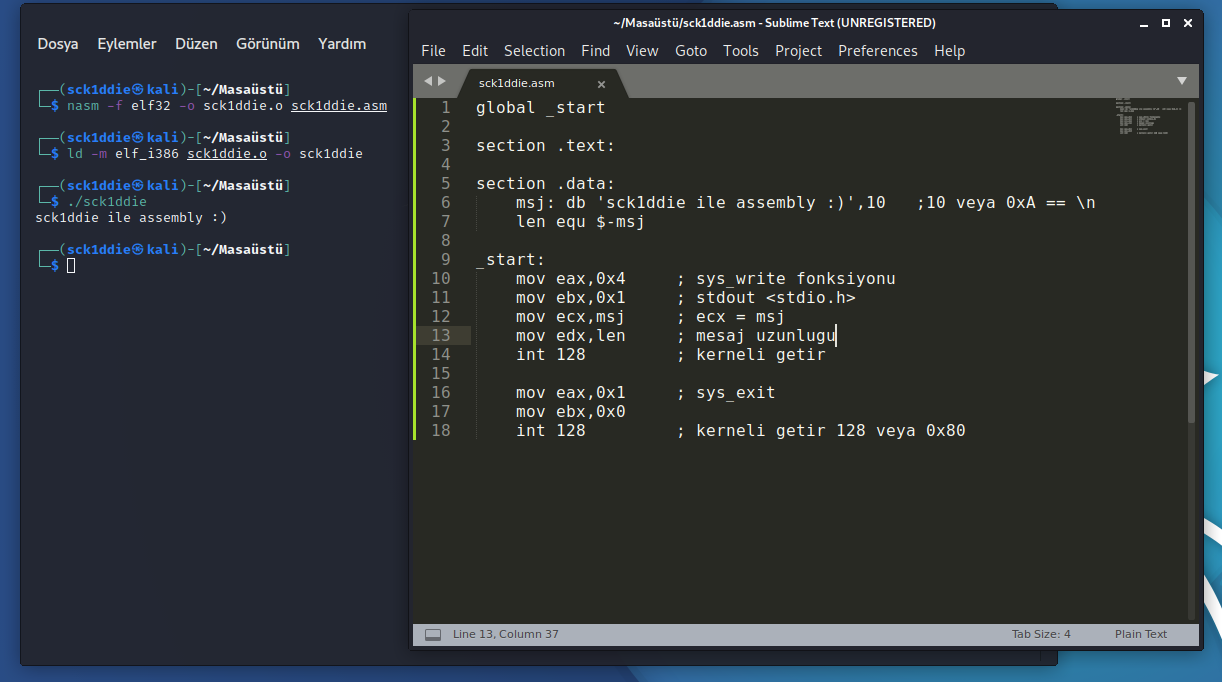 Dosya Eylemler Düzen Görünüm Yardım
┌──(sck1ddie㉿kali)-[~/Masaüstü]
└─$ nasm -f elf32 -o sck1ddie.o sck1ddie.asm
┌──(sck1ddie㉿kali)-[~/Masaüstü]
└─$ ld -m elf_i386 sck1ddie.o -o sck1ddie
┌──(sck1ddie㉿kali)-[~/Masaüstü]
└─$ ./sck1ddie
sck1ddie ile assembly :)
┌──(sck1ddie㉿kali)-[~/Masaüstü]
└─$
~/Masaüstü/sck1ddie.asm - Sublime Text (UNREGISTERED)
File Edit Selection Find View Goto Tools Project Preferences Help
sck1ddie.asm
1 global _start
2
3 section .text:
4
5 section .data:
6     msj: db 'sck1ddie ile assembly :)',10   ;10 veya 0xA == \n
7     len equ $-msj
8
9 _start:
10     mov eax,0x4     ; sys_write fonksiyonu
11     mov ebx,0x1     ; stdout <stdio.h>
12     mov ecx,msj     ; ecx = msj
13     mov edx,len     ; mesaj uzunlugu
14     int 128         ; kerneli getir
15
16     mov eax,0x1     ; sys_exit
17     mov ebx,0x0
18     int 128         ; kerneli getir 128 veya 0x80
Line 13, Column 37 Tab Size: 4 Plain Text